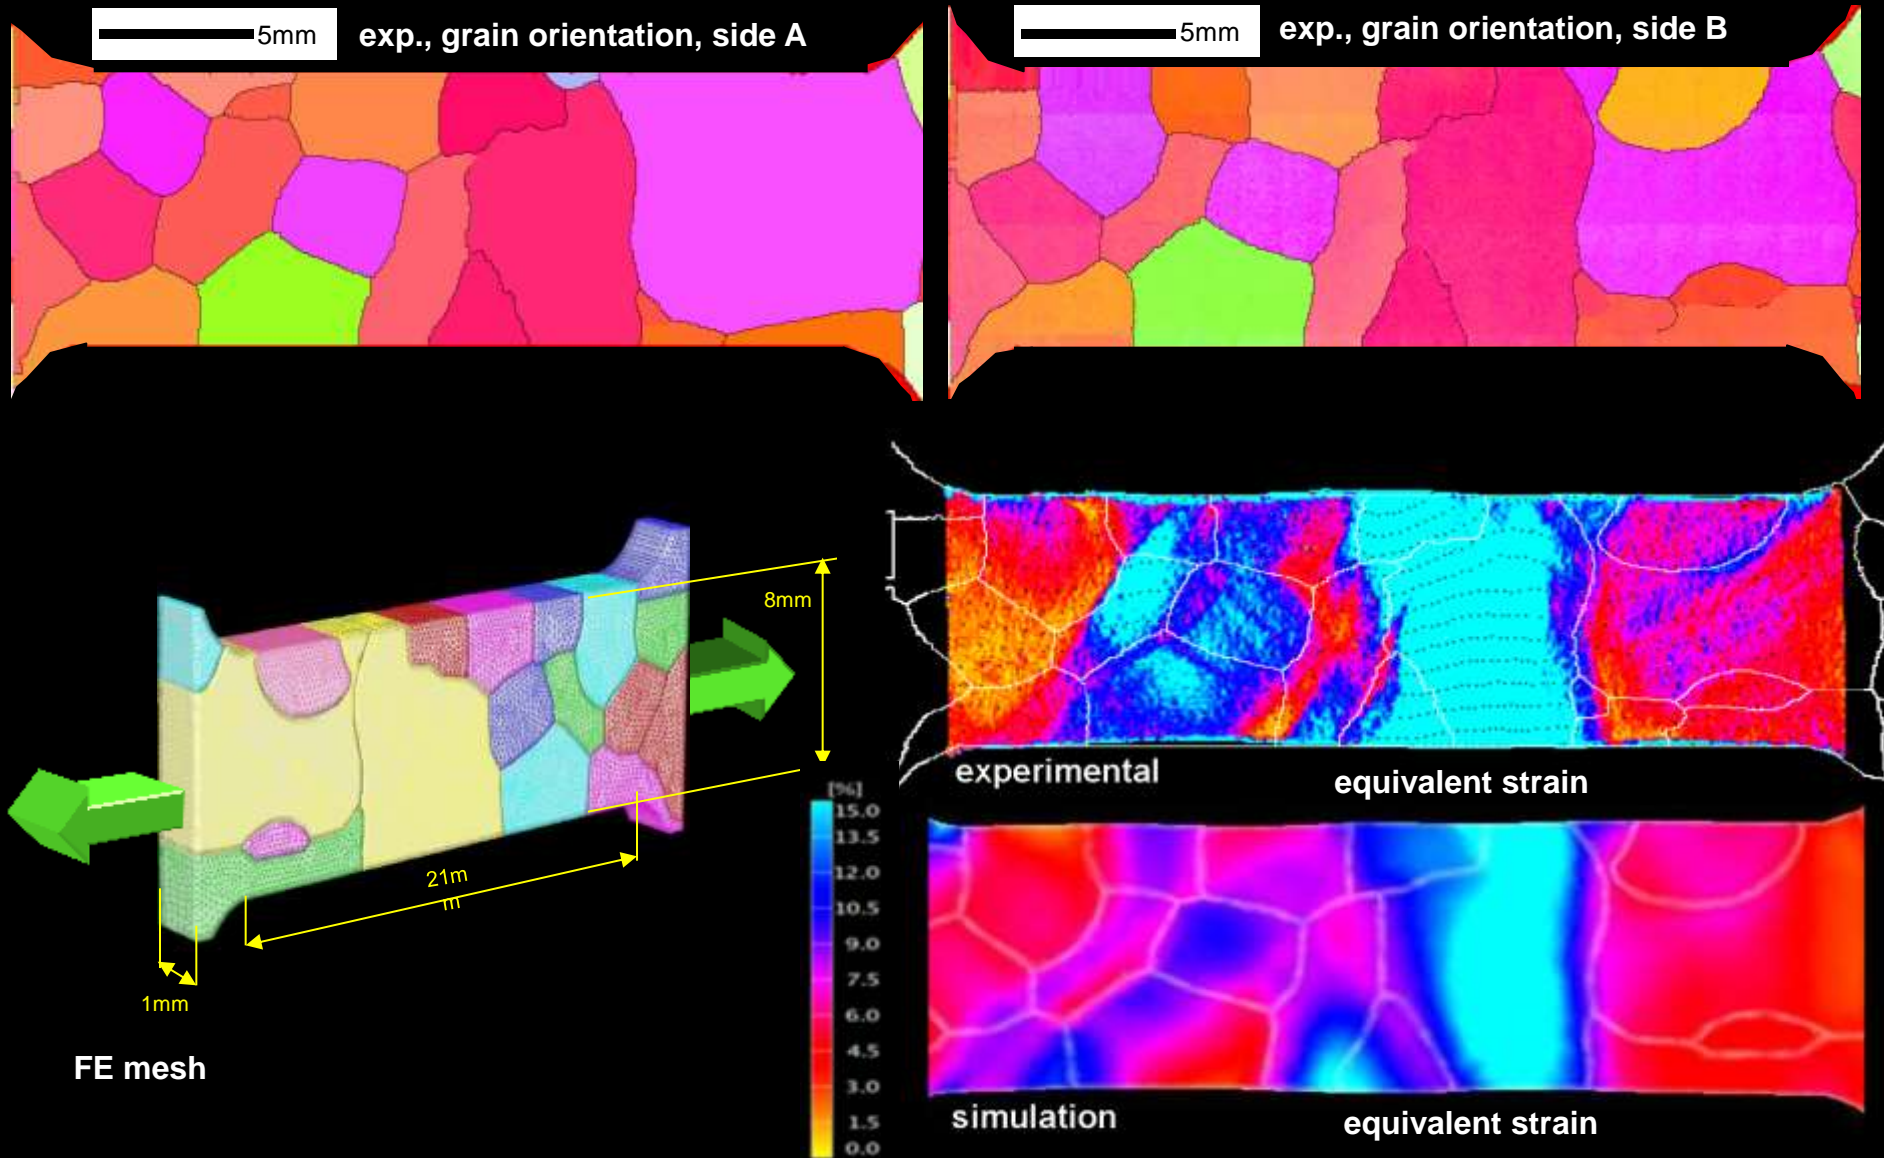 5mm
exp., grain orientation, side A
5mm
exp., grain orientation, side B
8mm
21m
m
1mm
FE mesh
experimental
equivalent strain
[%]
15.0
13.5
12.0
10.5
9.0
7.5
6.0
4.5
3.0
1.5
0.0
simulation
equivalent strain